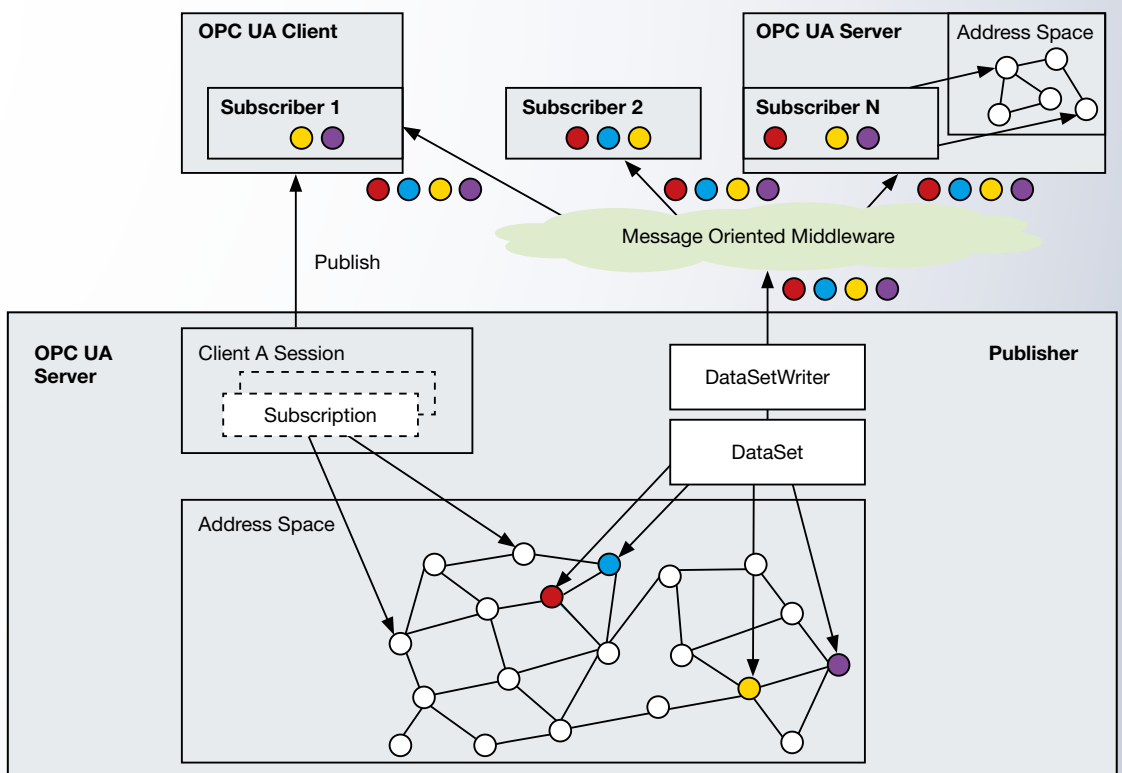 OPC UA Client
Subscriber 1
Subscriber 2
OPC UA Server
Address Space
Subscriber N
Message Oriented Middleware
Publish
OPC UA
Server
Client A Session
Subscription
DataSetWriter
DataSet
Publisher
Address Space